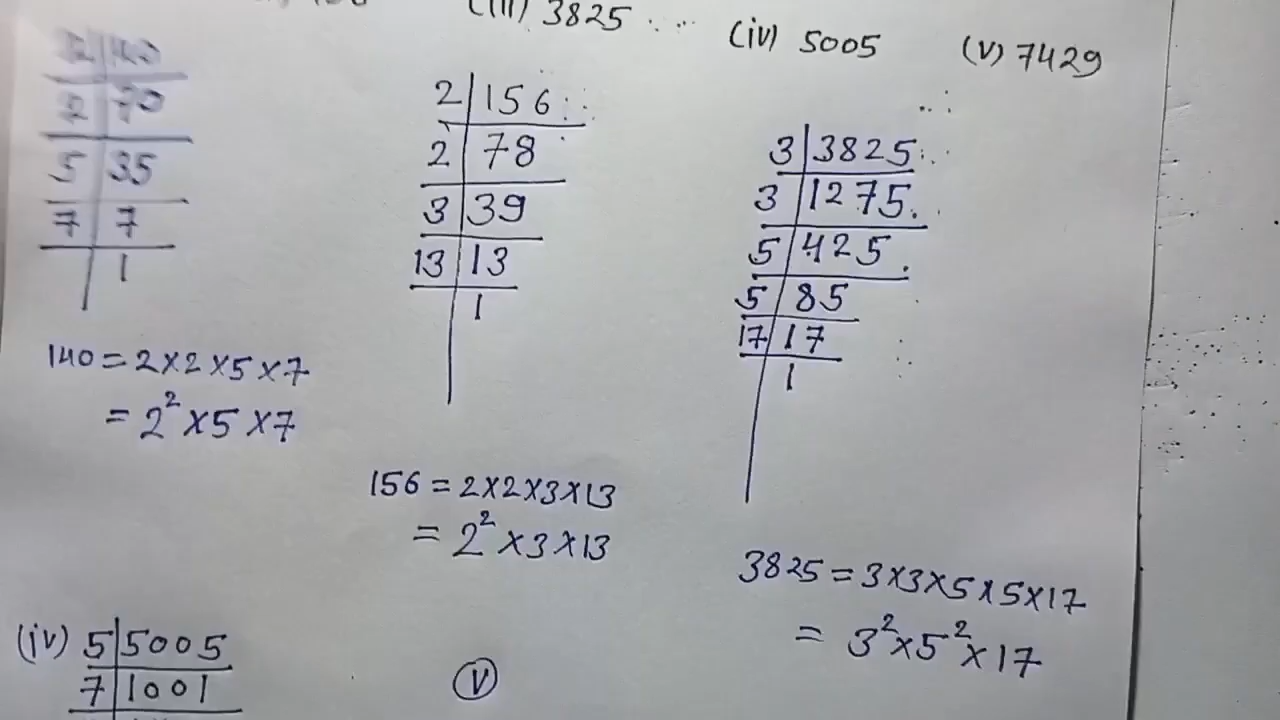 (iii) 3825
(iv) 5005
(v) 7429
2 140
2 70
5 35
7 7
1
140 = 2×2×5×7
= 2²×5×7
2 156
2 78
3 39
13 13
1
156 = 2×2×3×13
= 2²×3×13
3 3825
3 1275
5 425
5 85
17 17
1
3825 = 3×3×5×5×17
= 3²×5²×17
(iv) 5 5005
7 1001
(V)